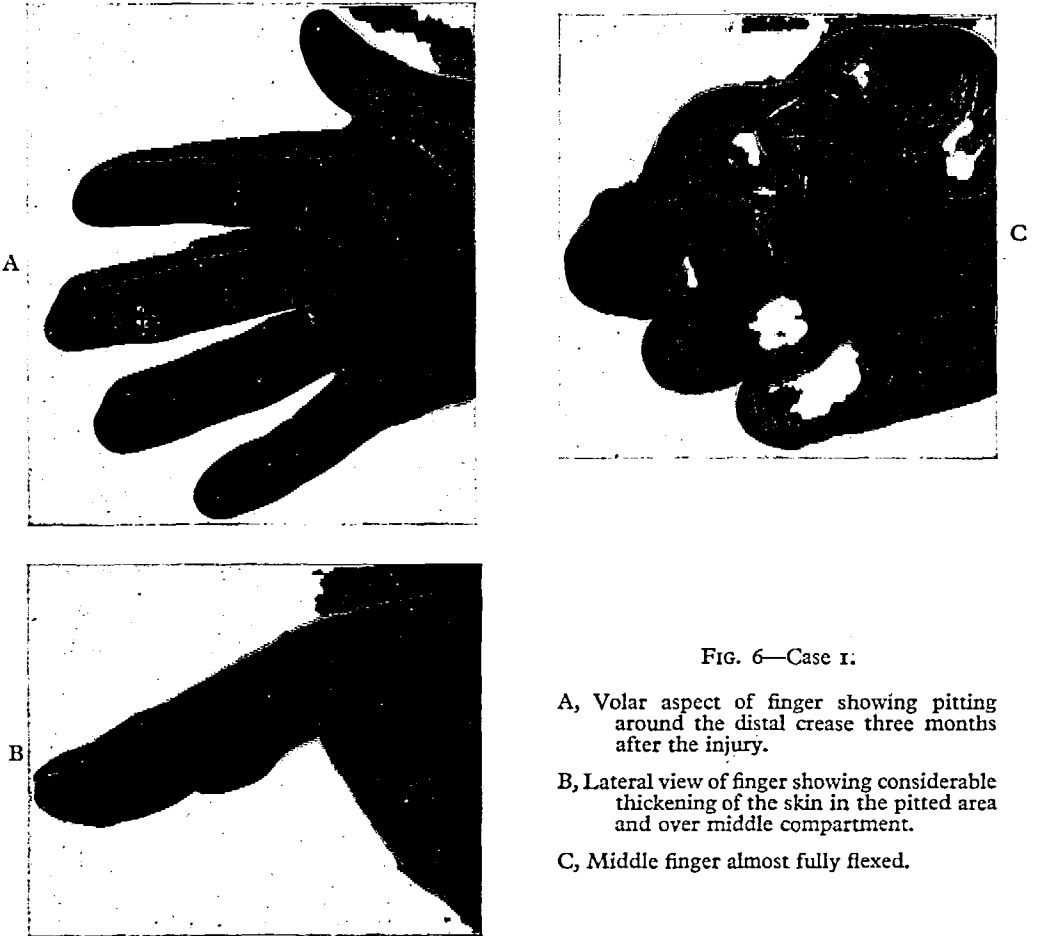 A
C
B
FIG. 6—Case 1.
A, Volar aspect of finger showing pitting
around the distal crease three months
after the injury.
B, Lateral view of finger showing considerable
thickening of the skin in the pitted area
and over middle compartment.
C, Middle finger almost fully flexed.